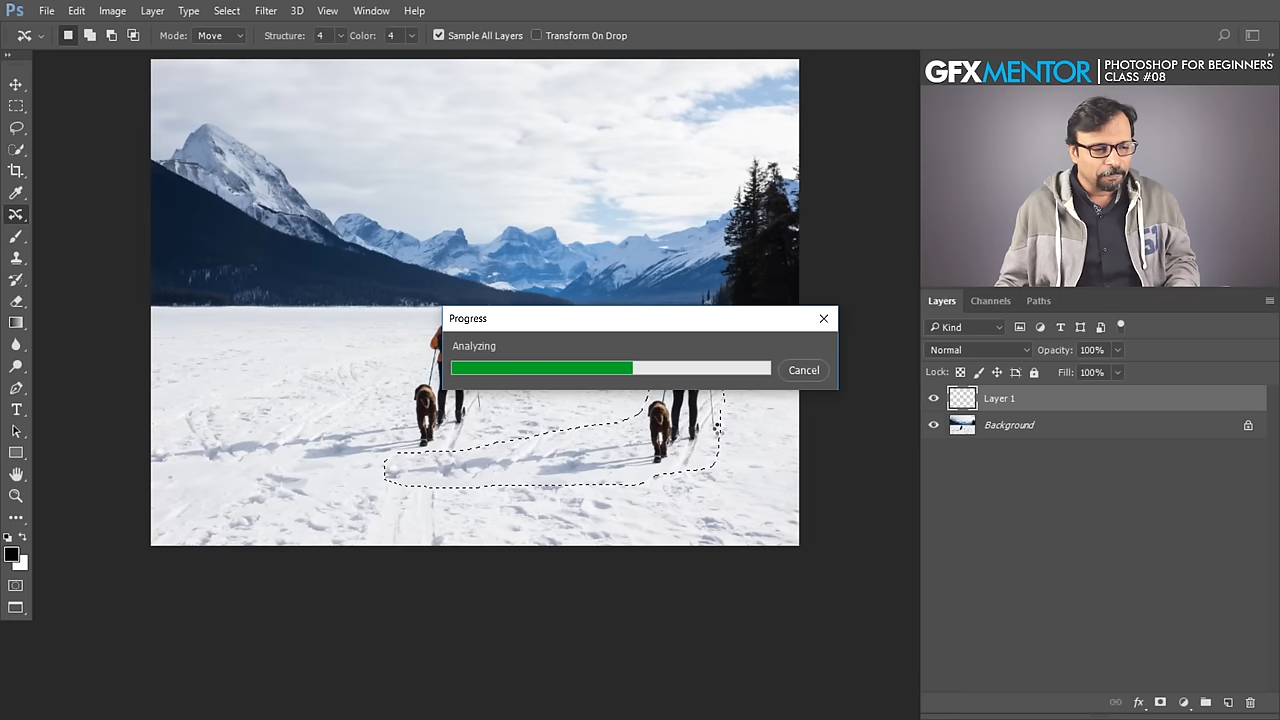 Ps File Edit Image Layer Type Select Filter 3D View Window Help
Mode: Move Structure: 4 Color: 4 Sample All Layers Transform On Drop
GFXMENTOR
PHOTOSHOP FOR BEGINNERS
CLASS #08
Progress
Analyzing
Cancel
Layers Channels Paths
Kind
Normal Opacity: 100%
Lock: Fill: 100%
Layer 1
Background
fx